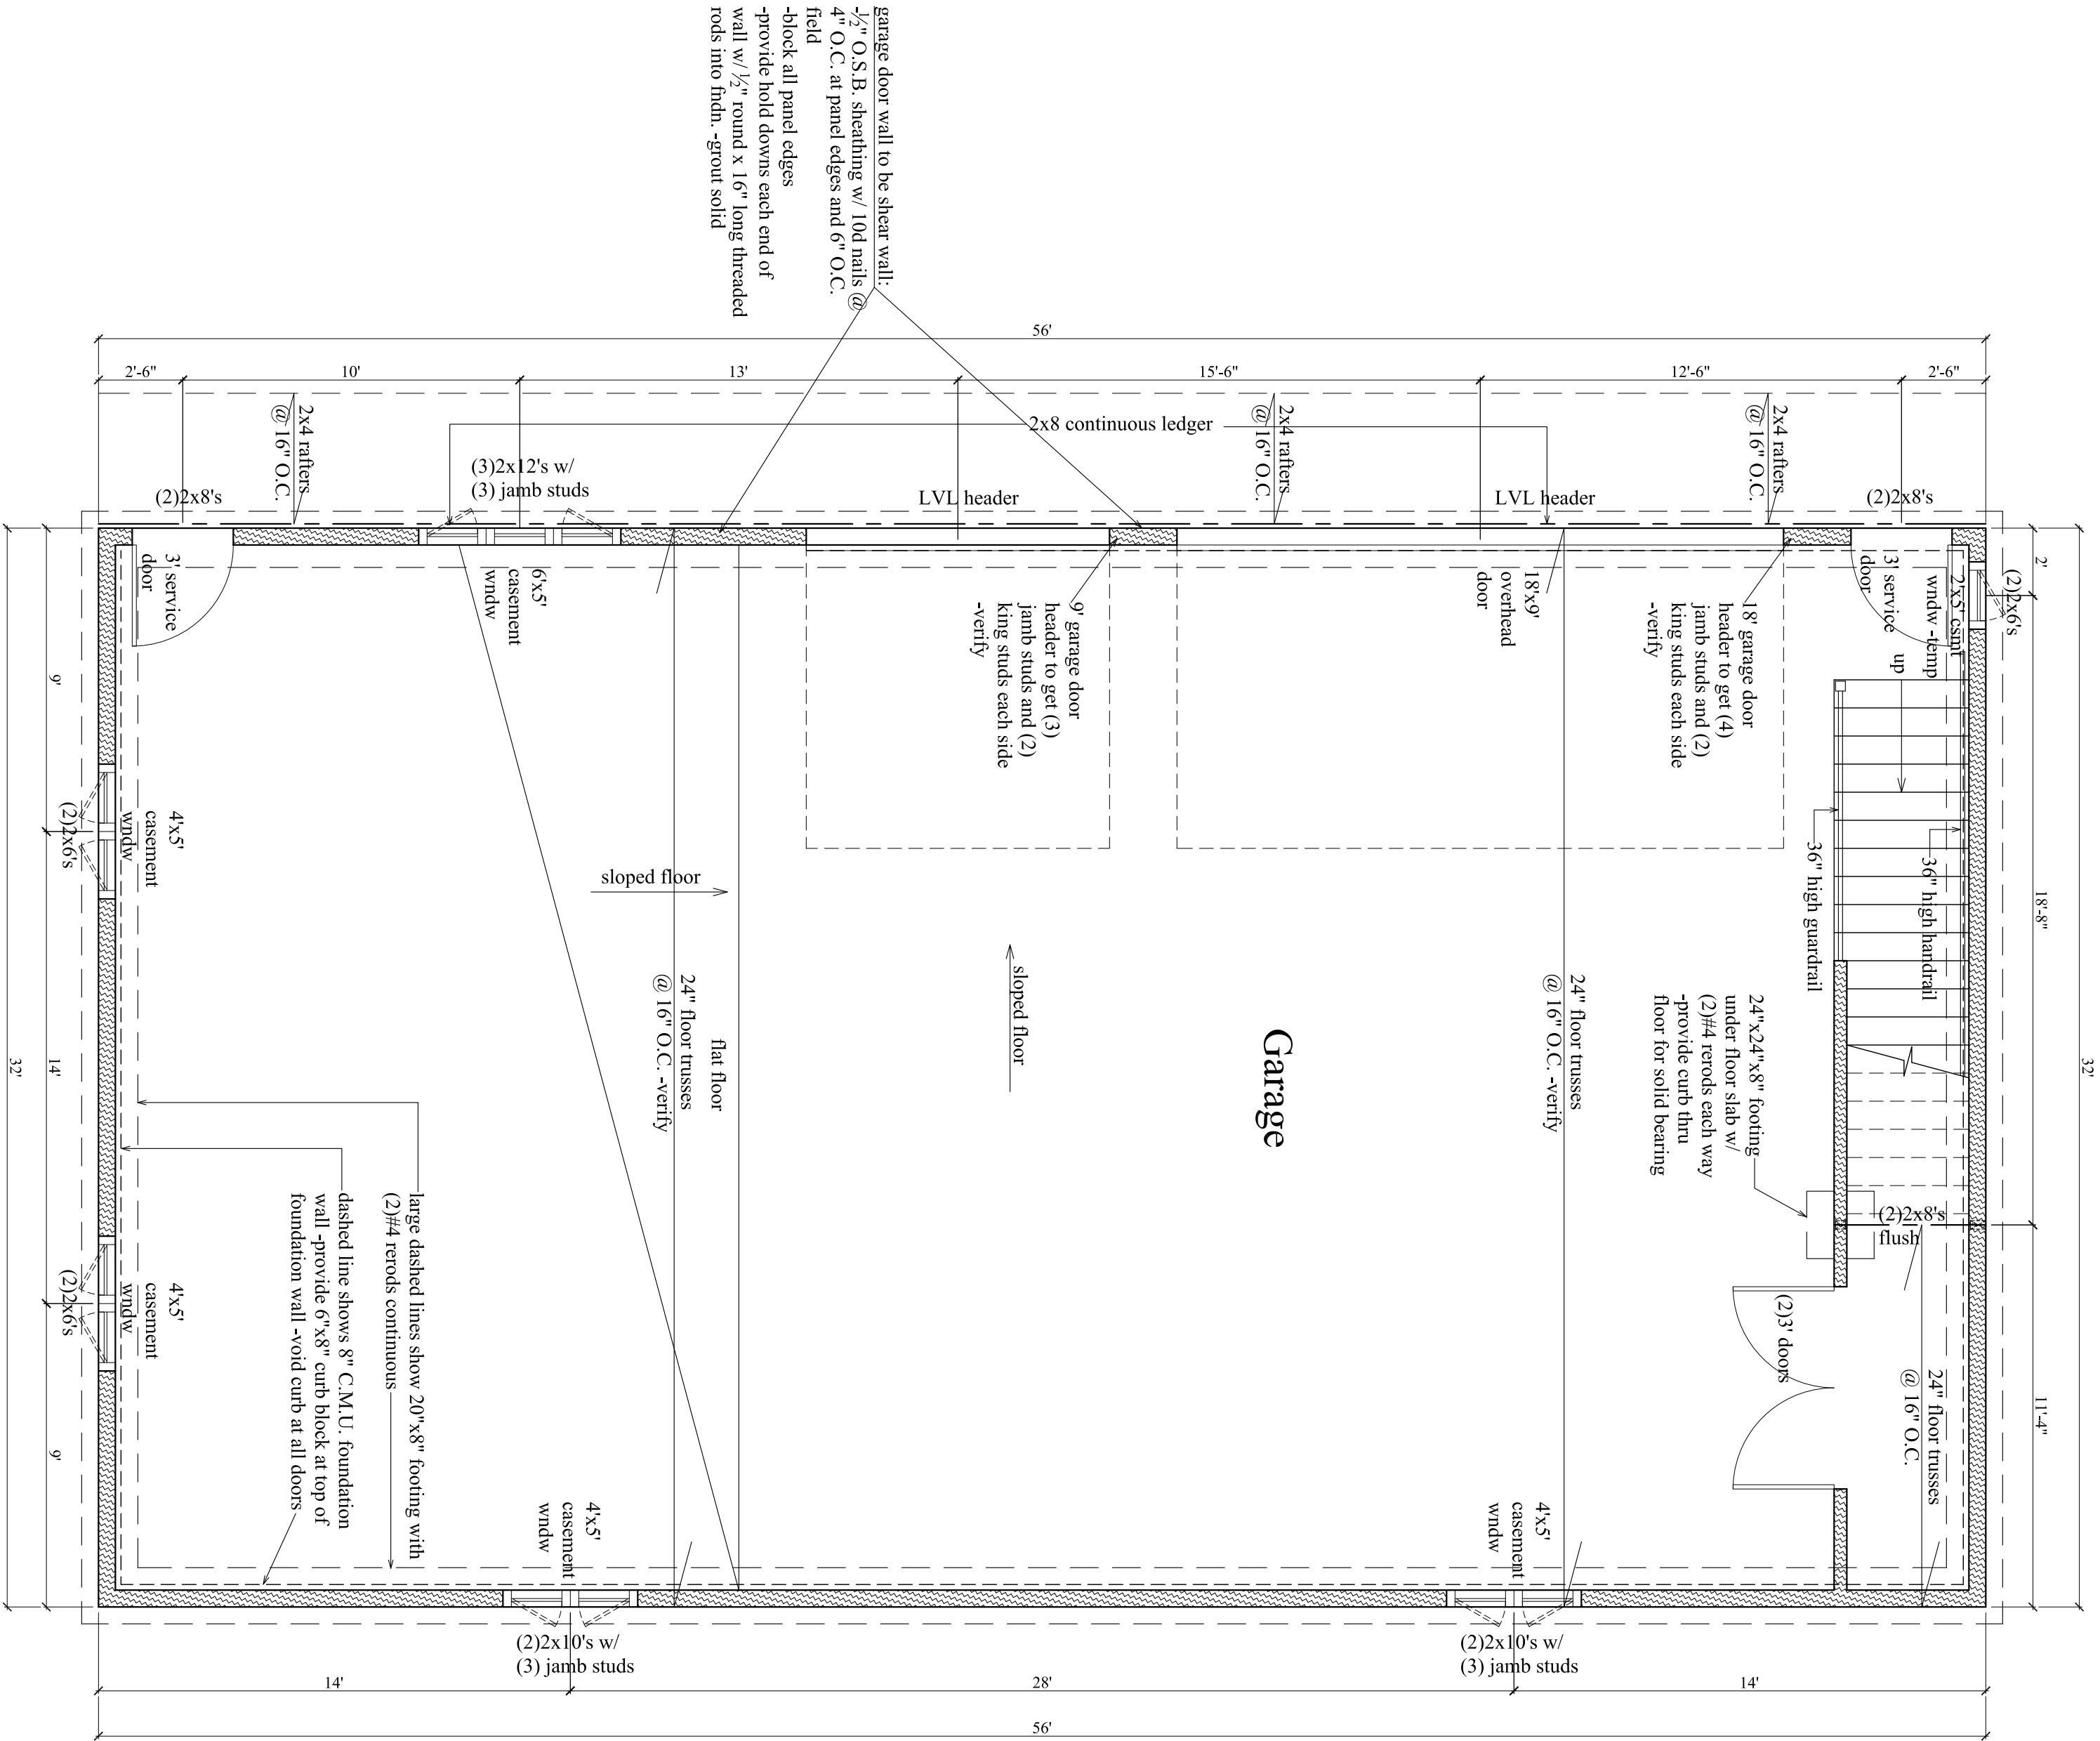 garage door wall to be shear wall:
-½" O.S.B. sheathing w/ 10d nails @
4" O.C. at panel edges and 6" O.C.
field
-block all panel edges
-provide hold downs each end of
wall w/ ½" round x 16" long threaded
rods into fndn. -grout solid
56'
2'-6"
10'
13'
15'-6"
12'-6"
2'-6"
2x4 rafters
@ 16" O.C.
2x8 continuous ledger
2x4 rafters
@ 16" O.C.
2x4 rafters
@ 16" O.C.
(2)2x8's
(3)2x12's w/
(3) jamb studs
LVL header
LVL header
(2)2x8's
3' service
door
6'x5'
casement
wndw
9' garage door
header to get (3)
jamb studs and (2)
king studs each side
-verify
18'x9'
overhead
door
18' garage door
header to get (4)
jamb studs and (2)
king studs each side
-verify
3' service
door
2'x5' csmt
wndw -temp
(2)2x6's
up
2'
9'
4'x5'
casement
wndw
(2)2x6's
sloped floor
sloped floor
36" high guardrail
36" high handrail
18'-8"
24" floor trusses
@ 16" O.C. -verify
flat floor
Garage
24" floor trusses
@ 16" O.C. -verify
24"x24"x8" footing
under floor slab w/
(2)#4 rerods each way
-provide curb thru
floor for solid bearing
32'
14'
32'
(2)2x8's
flush
4'x5'
casement
wndw
(2)2x6's
large dashed lines show 20"x8" footing with
(2)#4 rerods continuous
dashed line shows 8" C.M.U. foundation
wall -provide 6"x8" curb block at top of
foundation wall -void curb at all doors
(2)3' doors
24" floor trusses
@ 16" O.C.
11'-4"
9'
4'x5'
casement
wndw
4'x5'
casement
wndw
(2)2x10's w/
(3) jamb studs
(2)2x10's w/
(3) jamb studs
14'
28'
14'
56'